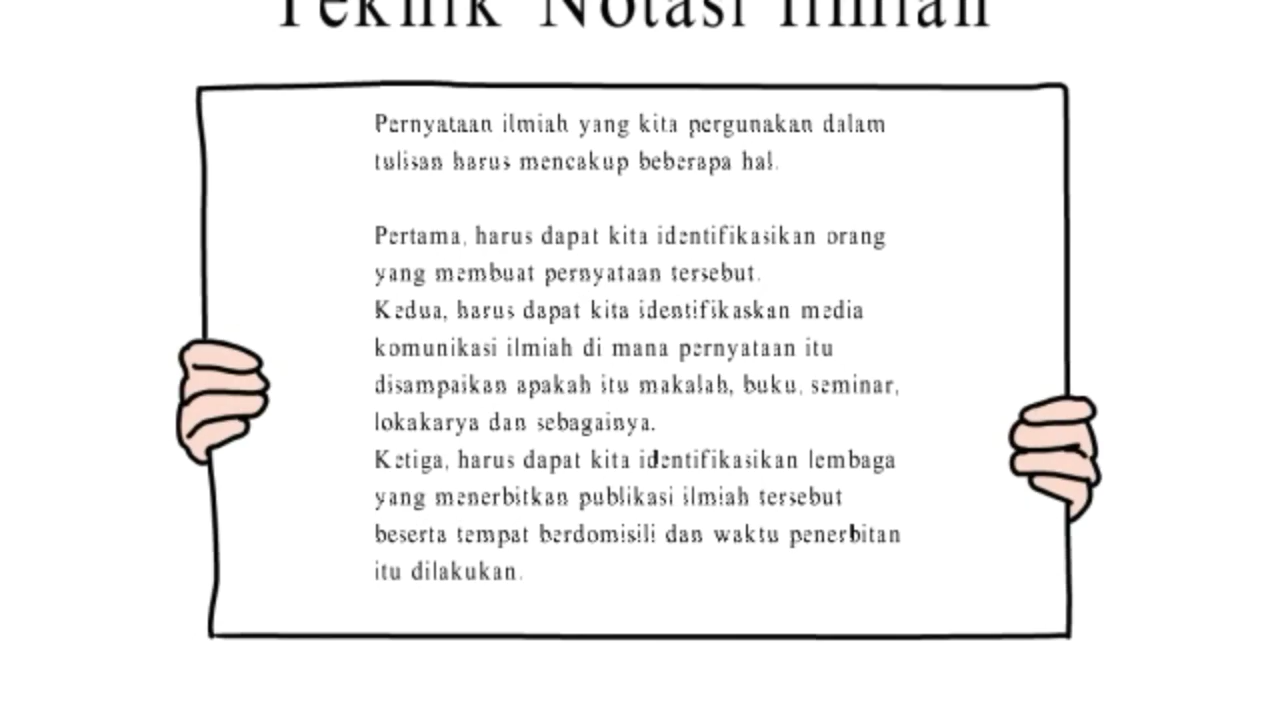 Teknik Notasi Ilmiah
Pernyataan ilmiah yang kita pergunakan dalam
tulisan harus mencakup beberapa hal.
Pertama, harus dapat kita identifikasikan orang
yang membuat pernyataan tersebut.
Kedua, harus dapat kita identifikaskan media
komunikasi ilmiah di mana pernyataan itu
disampaikan apakah itu makalah, buku, seminar,
lokakarya dan sebagainya.
Ketiga, harus dapat kita identifikasikan lembaga
yang menerbitkan publikasi ilmiah tersebut
beserta tempat berdomisili dan waktu penerbitan
itu dilakukan.